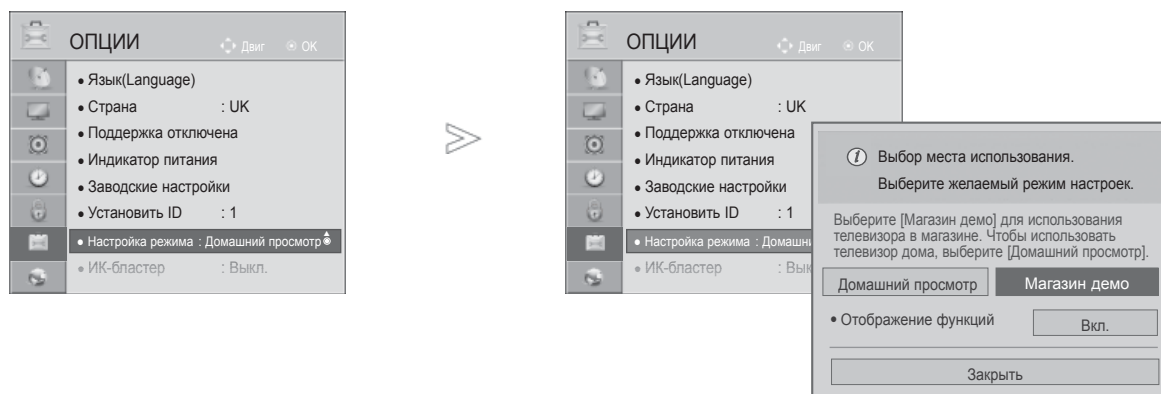 ОПЦИИ Двиг OK
• Язык(Language)
• Страна : UK
• Поддержка отключена
• Индикатор питания
• Заводские настройки
• Установить ID : 1
• Настройка режима : Домашний просмотр
• ИК-бластер : Выкл.
ОПЦИИ Двиг OK
• Язык(Language)
• Страна : UK
• Поддержка отключена
• Индикатор питания
• Заводские настройки
• Установить ID : 1
• Настройка режима : Домашн
• ИК-бластер : Вык
Выбор места использования.
Выберите желаемый режим настроек.
Выберите [Магазин демо] для использования
телевизора в магазине. Чтобы использовать
телевизор дома, выберите [Домашний просмотр].
Домашний просмотр Магазин демо
• Отображение функций Вкл.
Закрыть